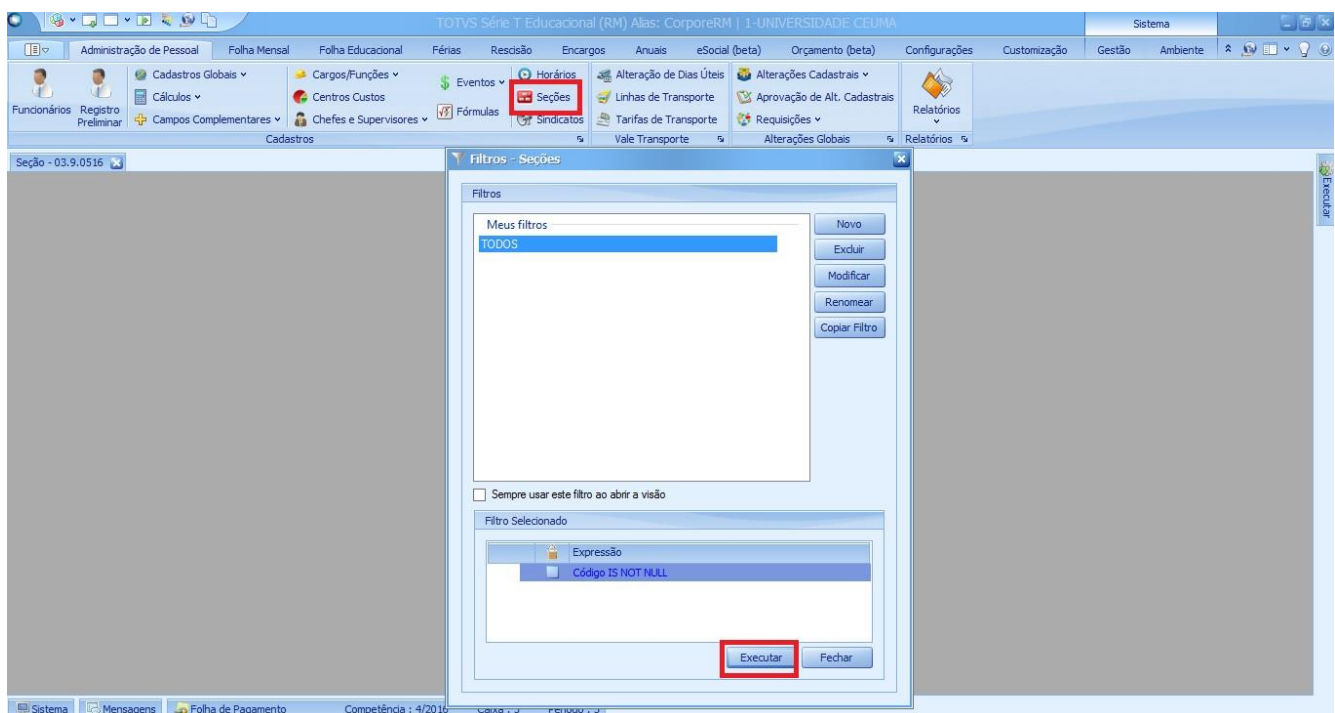 TOTVS Série T Educacional (RM) Alias: CorporeRM | 1-UNIVERSIDADE CEUMA
Sistema
Administração de Pessoal Folha Mensal Folha Educacional Férias Rescisão Encargos Anuais eSocial (beta) Orçamento (beta) Configurações Customização Gestão Ambiente
Cadastros Globais Cargos/Funções Eventos Horários Alteração de Dias Úteis Alterações Cadastrais
Cálculos Centros Custos Seções Linhas de Transporte Aprovação de Alt. Cadastrais
Funcionários Registro Preliminar Fórmulas Relatórios
Campos Complementares Chefes e Supervisores Sindicatos Tarifas de Transporte Requisições
Cadastros Vale Transporte Alterações Globais Relatórios
Seção - 03.9.0516
Executar
Filtros - Seções
Filtros
Meus filtros
TODOS
Novo
Excluir
Modificar
Renomear
Copiar Filtro
Sempre usar este filtro ao abrir a visão
Filtro Selecionado
Expressão
Código IS NOT NULL
Executar Fechar
Sistema Mensagens Folha de Pagamento Competência : 4/2016 Caixa : 5 Período : 5